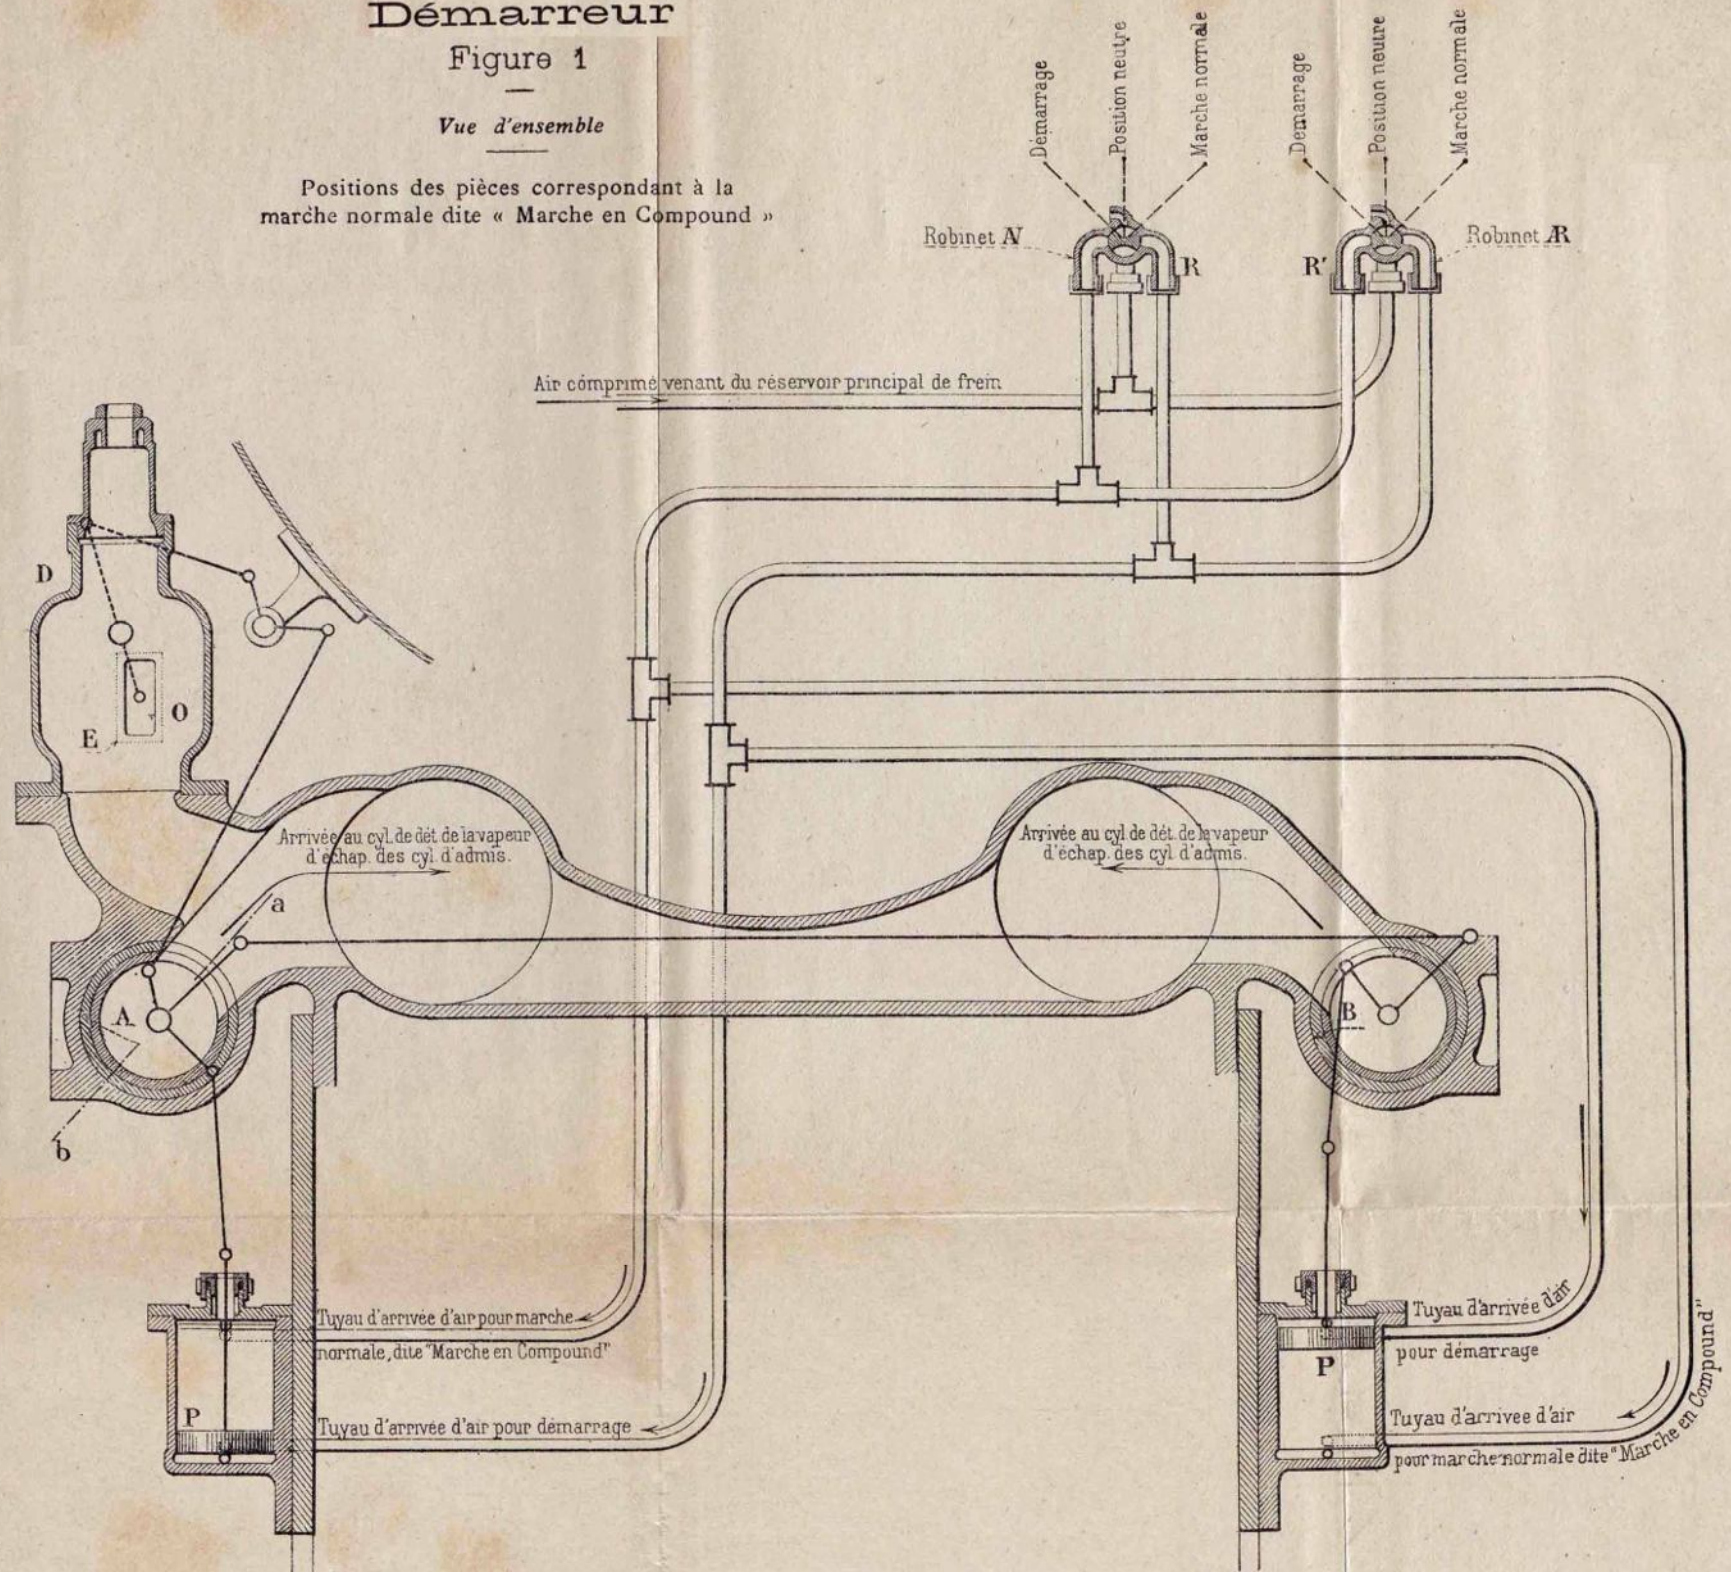 Démarreur
Figure 1
Vue d'ensemble
Positions des pièces correspondant à la
marche normale dite « Marche en Compound »
Démarrage
Position neutre
Marche normale
Demarrage
Position neutre
Marche normale
Robinet AV
R
R'
Robinet AR
Air comprimé venant du réservoir principal de frein
D
O
E
Arrivée au cyl. de dét. de la vapeur
d'échap. des cyl. d'admis.
Arrivée au cyl. de dét. de la vapeur
d'échap. des cyl. d'admis.
a
A
B
b
Tuyau d'arrivée d'air pour marche
normale, dite "Marche en Compound"
P
Tuyau d'arrivée d'air pour démarrage
Tuyau d'arrivée d'air
pour démarrage
P
Tuyau d'arrivee d'air
pour marche normale dite "Marche en Compound"